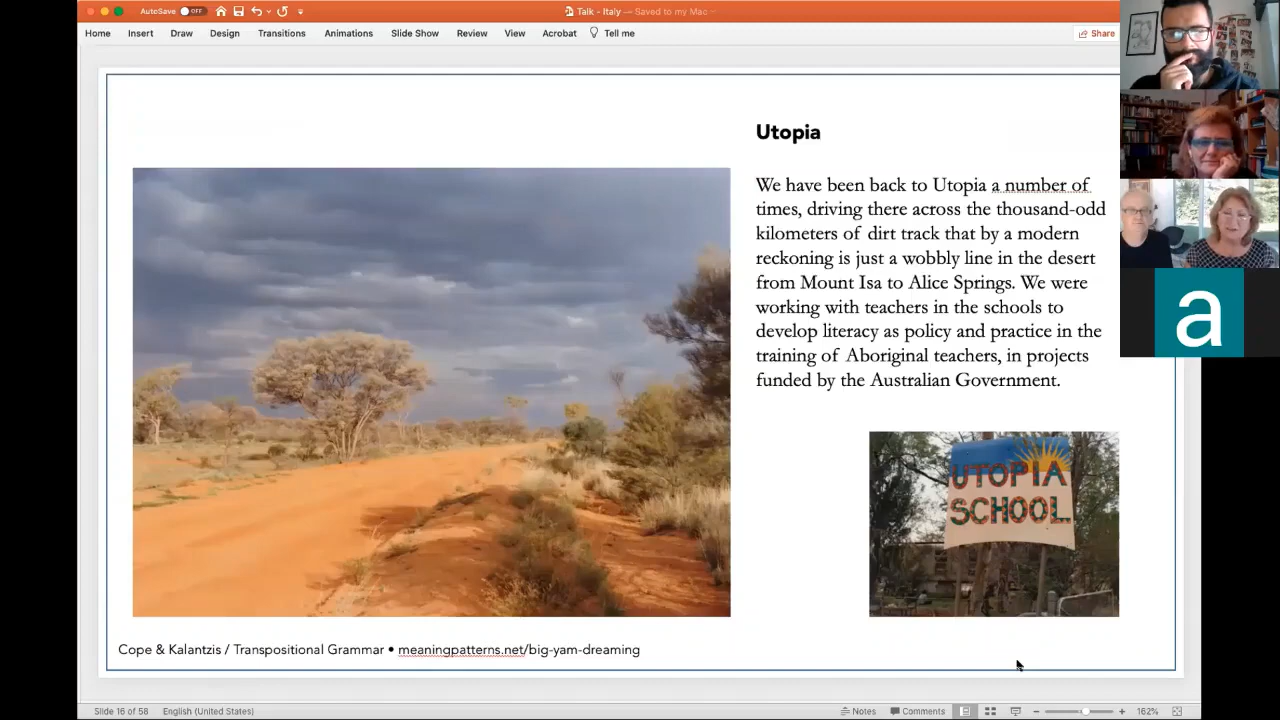 AutoSave OFF
Talk - Italy — Saved to my Mac
Home Insert Draw Design Transitions Animations Slide Show Review View Acrobat Tell me
Share
Utopia
We have been back to Utopia a number of
times, driving there across the thousand-odd
kilometers of dirt track that by a modern
reckoning is just a wobbly line in the desert
from Mount Isa to Alice Springs. We were
working with teachers in the schools to
develop literacy as policy and practice in the
training of Aboriginal teachers, in projects
funded by the Australian Government.
UTOPIA
SCHOOL
a
Cope & Kalantzis / Transpositional Grammar • meaningpatterns.net/big-yam-dreaming
Slide 16 of 58 English (United States) Notes Comments 162%